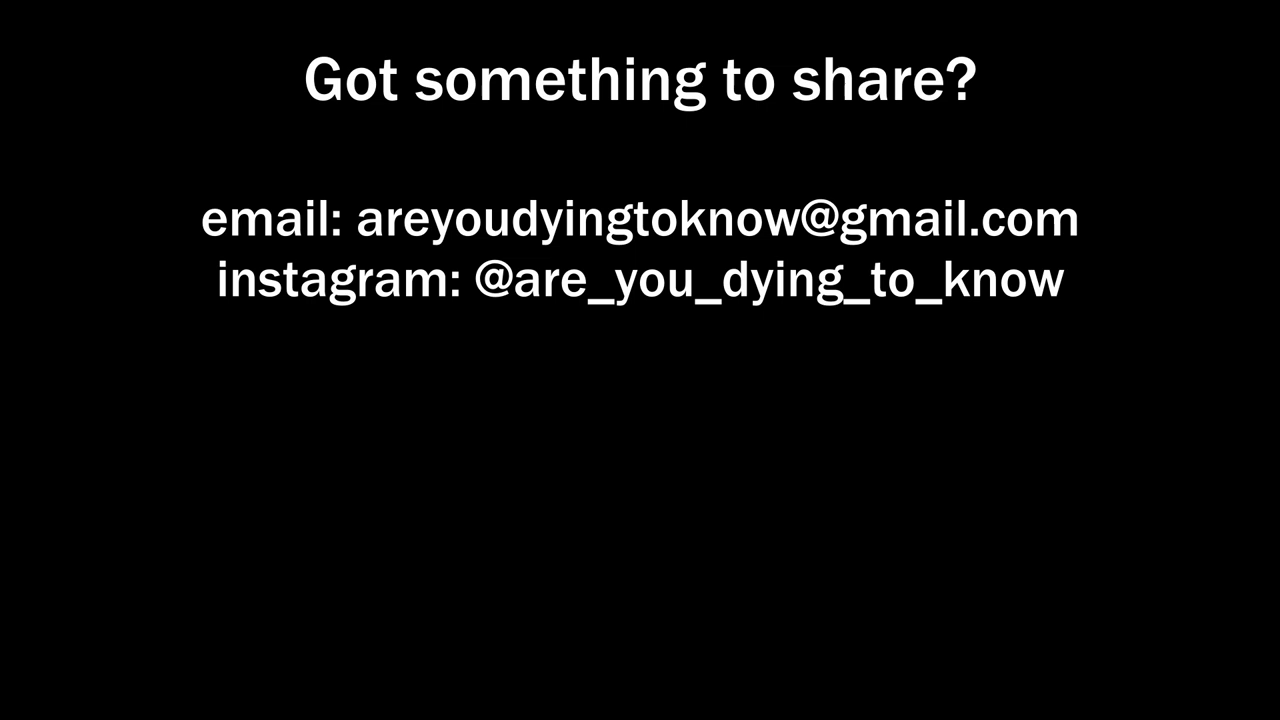 Got something to share?
email: areyoudyingtoknow@gmail.com
instagram: @are_you_dying_to_know